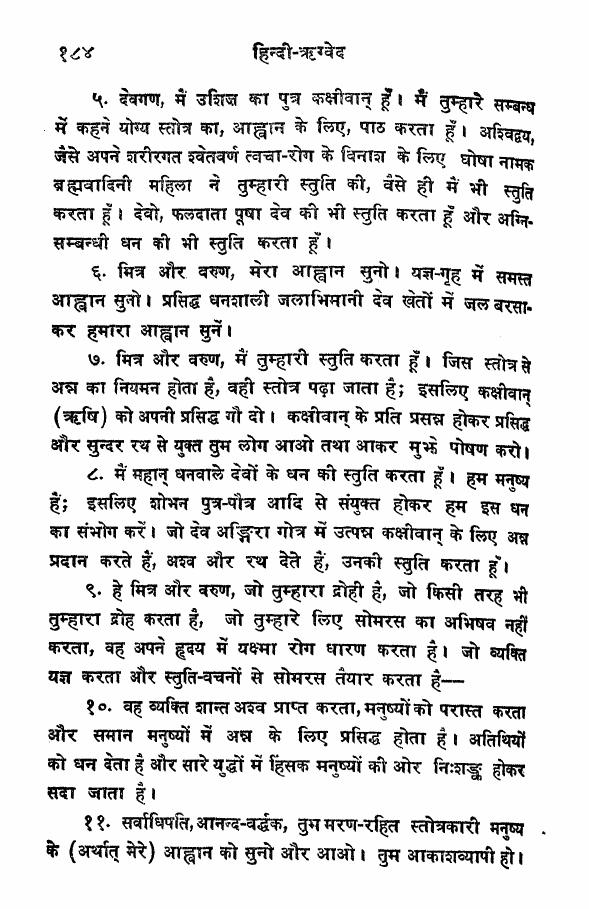 १८४ हिन्दी-ऋग्वेद
५. देवगण, मैं उशिज का पुत्र कक्षीवान् हूँ। मैं तुम्हारे सम्बन्ध
में कहने योग्य स्तोत्र का, आह्वान के लिए, पाठ करता हूँ। अश्विद्वय,
जैसे अपने शरीरगत श्वेतवर्ण त्वचा-रोग के विनाश के लिए घोषा नामक
ब्रह्मवादिनी महिला ने तुम्हारी स्तुति की, वैसे ही मैं भी स्तुति
करता हूँ। देवो, फलदाता पूषा देव की भी स्तुति करता हूँ और अग्नि-
सम्बन्धी धन की भी स्तुति करता हूँ।
६. मित्र और वरुण, मेरा आह्वान सुनो। यज्ञ-गृह में समस्त
आह्वान सुनो। प्रसिद्ध धनशाली जलाभिमानी देव खेतों में जल बरसा-
कर हमारा आह्वान सुनें।
७. मित्र और वरुण, मैं तुम्हारी स्तुति करता हूँ। जिस स्तोत्र से
अन्न का नियमन होता है, वही स्तोत्र पढ़ा जाता है; इसलिए कक्षीवान्
(ऋषि) को अपनी प्रसिद्ध गौ दो। कक्षीवान् के प्रति प्रसन्न होकर प्रसिद्ध
और सुन्दर रथ से युक्त तुम लोग आओ तथा आकर मुझे पोषण करो।
८. मैं महान् धनवाले देवों के धन की स्तुति करता हूँ। हम मनुष्य
हैं; इसलिए शोभन पुत्र-पौत्र आदि से संयुक्त होकर हम इस धन
का संभोग करें। जो देव अङ्गिरा गोत्र में उत्पन्न कक्षीवान् के लिए अन्न
प्रदान करते हैं, अश्व और रथ देते हैं, उनकी स्तुति करता हूँ।
९. हे मित्र और वरुण, जो तुम्हारा द्रोही है, जो किसी तरह भी
तुम्हारा द्रोह करता है, जो तुम्हारे लिए सोमरस का अभिषव नहीं
करता, वह अपने हृदय में यक्ष्मा रोग धारण करता है। जो व्यक्ति
यज्ञ करता और स्तुति-वचनों से सोमरस तैयार करता है——
१०. वह व्यक्ति शान्त अश्व प्राप्त करता, मनुष्यों को परास्त करता
और समान मनुष्यों में अन्न के लिए प्रसिद्ध होता है। अतिथियों
को धन देता है और सारे युद्धों में हिंसक मनुष्यों की ओर निःशङ्क होकर
सदा जाता है।
११. सर्वाधिपति, आनन्द-वर्द्धक, तुम मरण-रहित स्तोत्रकारी मनुष्य
के (अर्थात् मेरे) आह्वान को सुनो और आओ। तुम आकाशव्यापी हो।